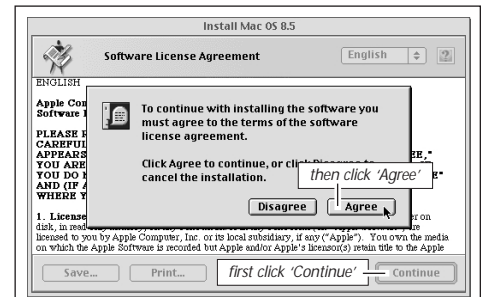 Install Mac OS 8.5
Software License Agreement
English
ENGLISH
Apple Con
Software
PLEASE R
CAREFUL
APPEARS EE,"
YOU ARE
YOU DO E"
AND (IF A
WHERE Y
To continue with installing the software you
must agree to the terms of the software
license agreement.
Click Agree to continue, or click Disagree to
cancel the installation.
then click 'Agree'
Disagree Agree
1. License er on
disk, in read
licensed to you by Apple Computer, Inc. or its local subsidiary, if any ("Apple"). You own the media
on which the Apple Software is recorded but Apple and/or Apple's licensor(s) retain title to the Apple
Save... Print... first click 'Continue' Continue